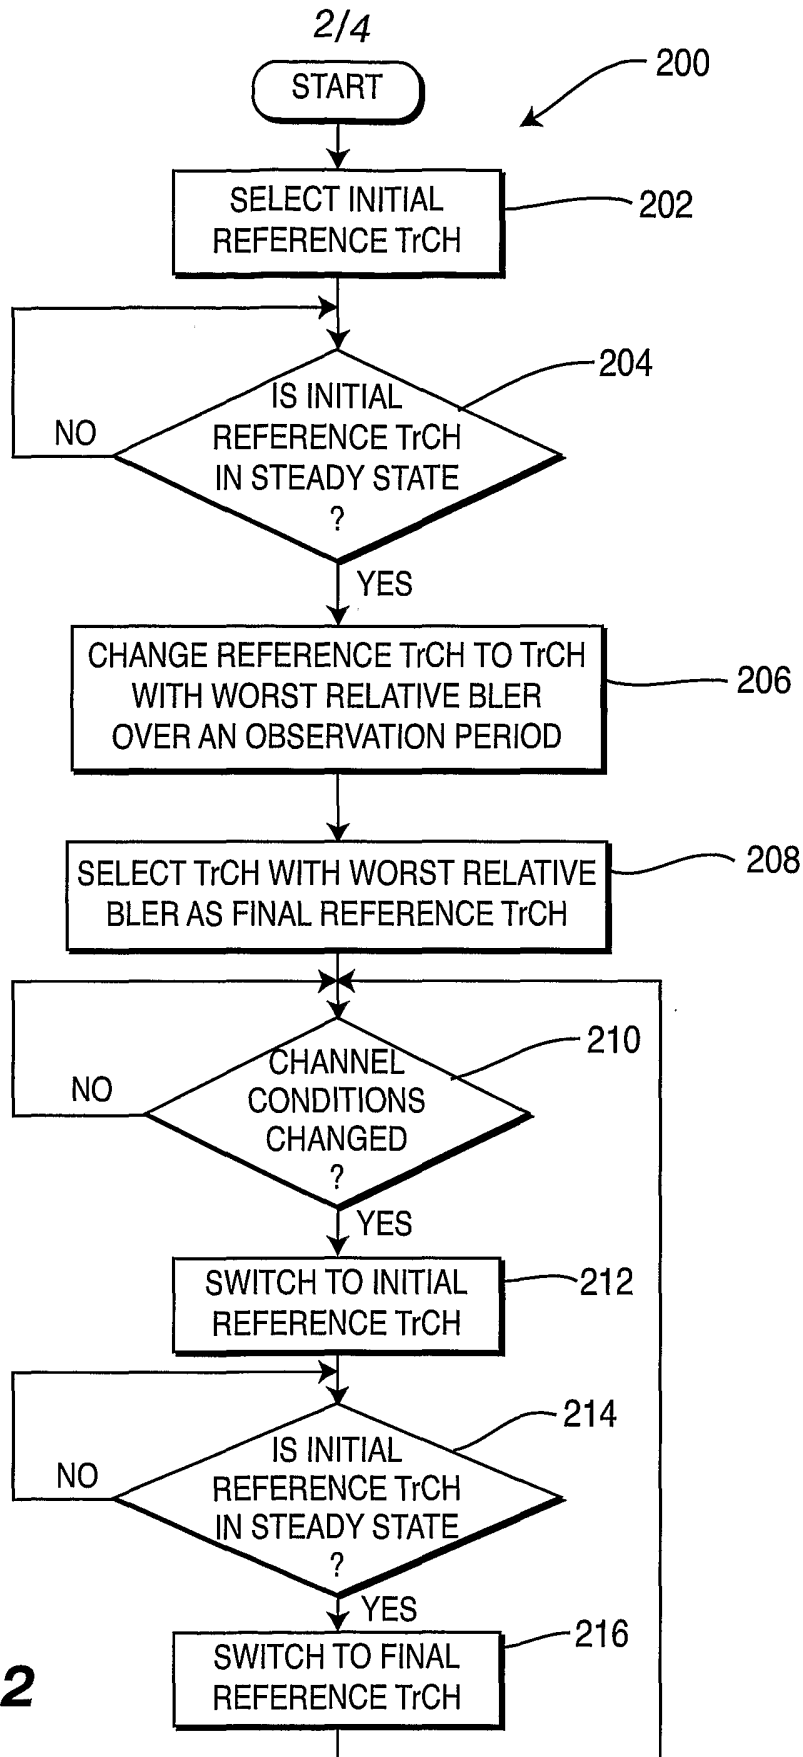 2/4
START
200
SELECT INITIAL
REFERENCE TrCH
202
204
IS INITIAL
REFERENCE TrCH
IN STEADY STATE
?
NO
YES
CHANGE REFERENCE TrCH TO TrCH
WITH WORST RELATIVE BLER
OVER AN OBSERVATION PERIOD
206
SELECT TrCH WITH WORST RELATIVE
BLER AS FINAL REFERENCE TrCH
208
210
CHANNEL
CONDITIONS
CHANGED
?
NO
YES
SWITCH TO INITIAL
REFERENCE TrCH
212
214
IS INITIAL
REFERENCE TrCH
IN STEADY STATE
?
NO
YES
SWITCH TO FINAL
REFERENCE TrCH
216
2